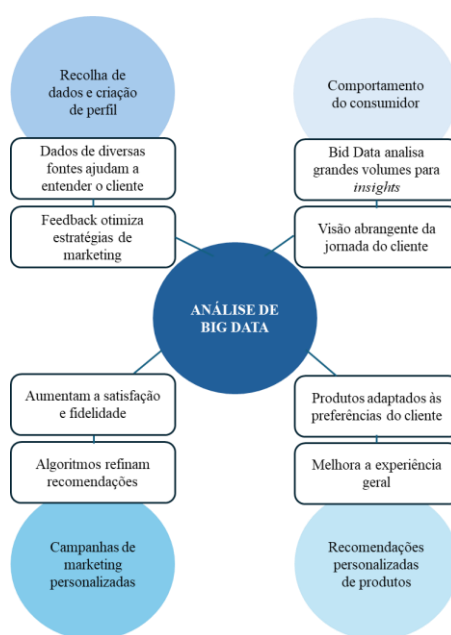 Recolha de
dados e criação
de perfil
Dados de diversas
fontes ajudam a
entender o cliente
Feedback otimiza
estratégias de
marketing
Comportamento
do consumidor
Bid Data analisa
grandes volumes para
insights
Visão abrangente da
jornada do cliente
ANÁLISE DE
BIG DATA
Aumentam a satisfação
e fidelidade
Algoritmos refinam
recomendações
Campanhas de
marketing
personalizadas
Produtos adaptados às
preferências do cliente
Melhora a experiência
geral
Recomendações
personalizadas
de produtos